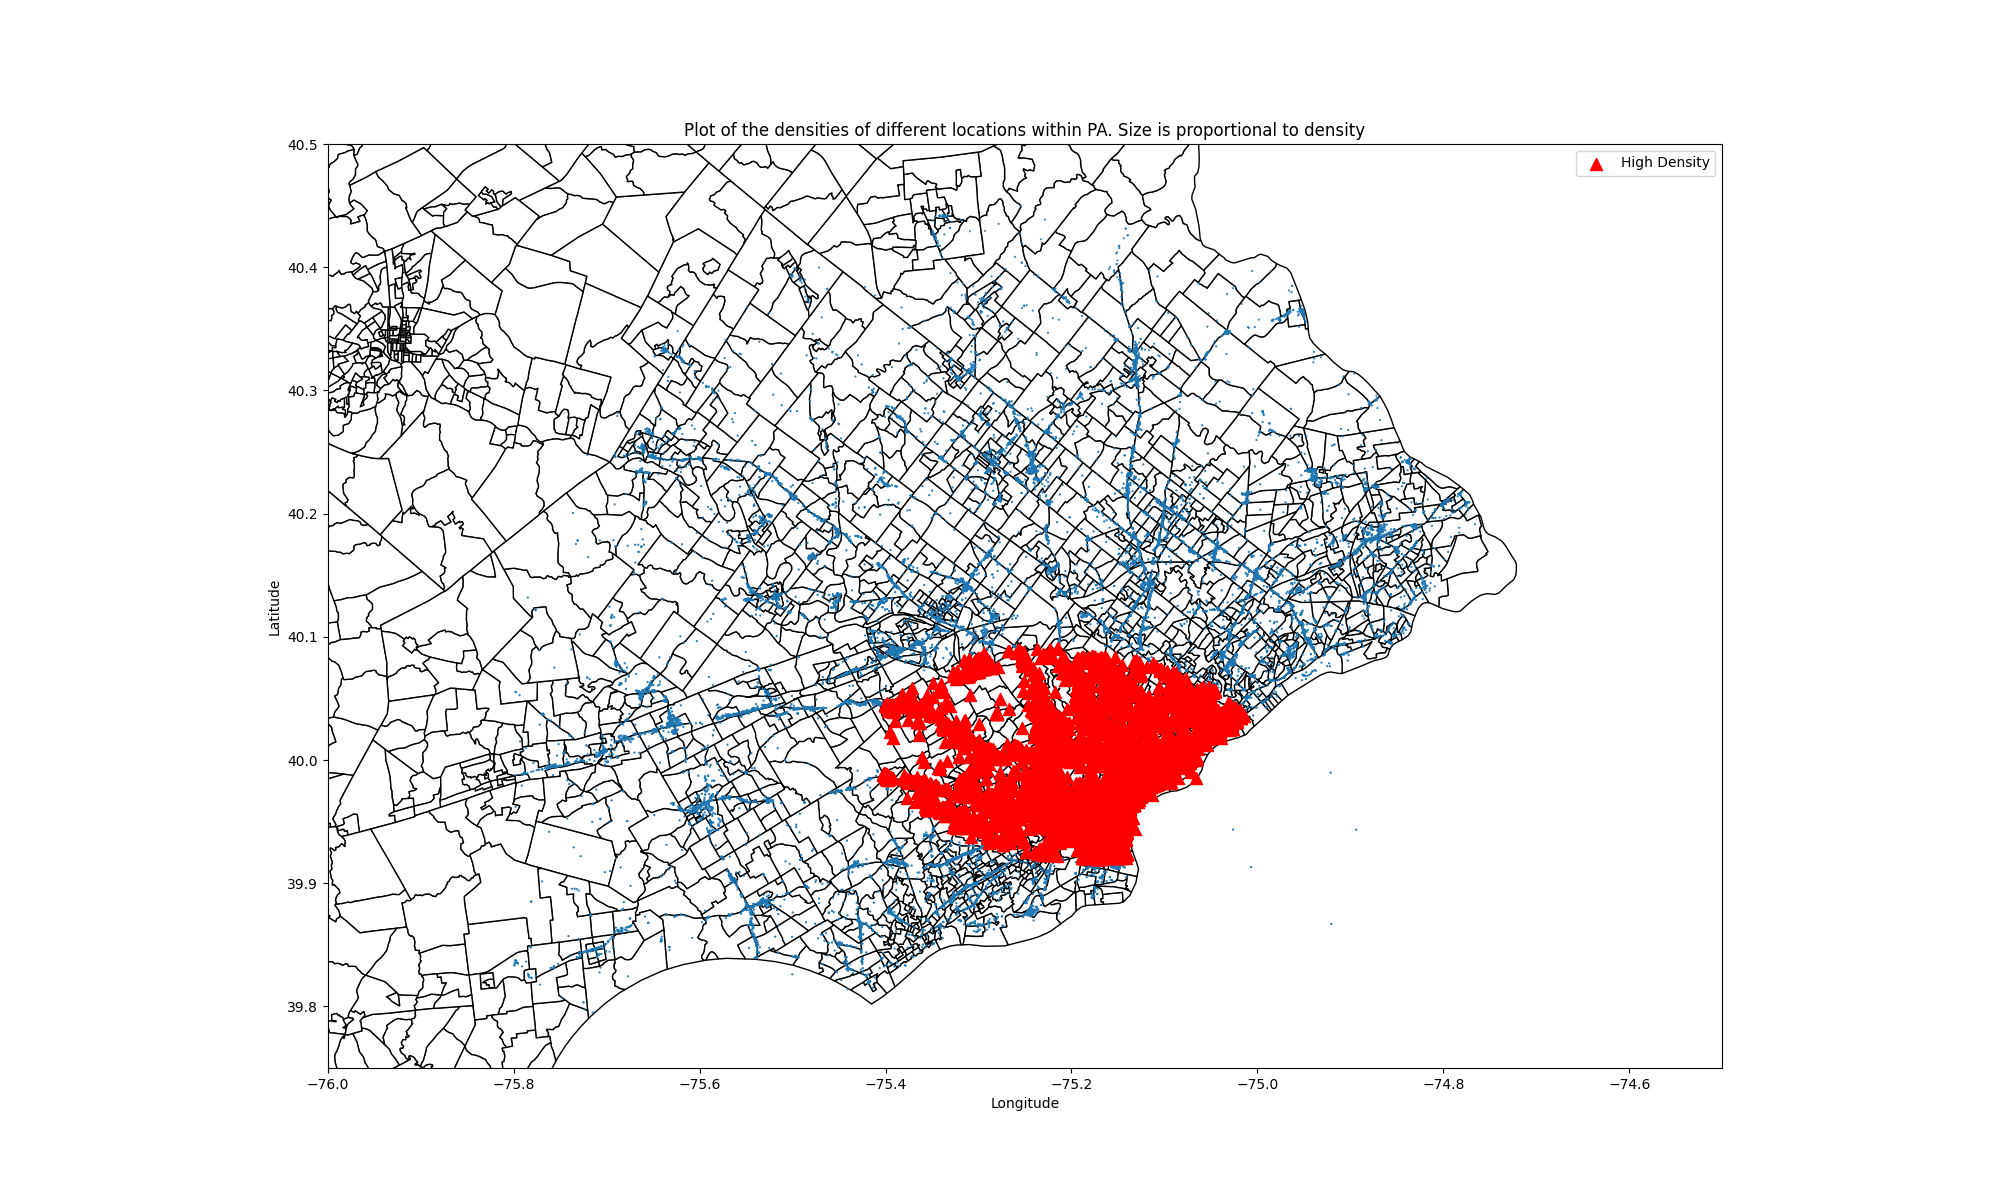 Plot of the densities of different locations within PA. Size is proportional to density
High Density
40.5
40.4
40.3
40.2
40.1
40.0
39.9
39.8
Latitude
−76.0 −75.8 −75.6 −75.4 −75.2 −75.0 −74.8 −74.6
Longitude